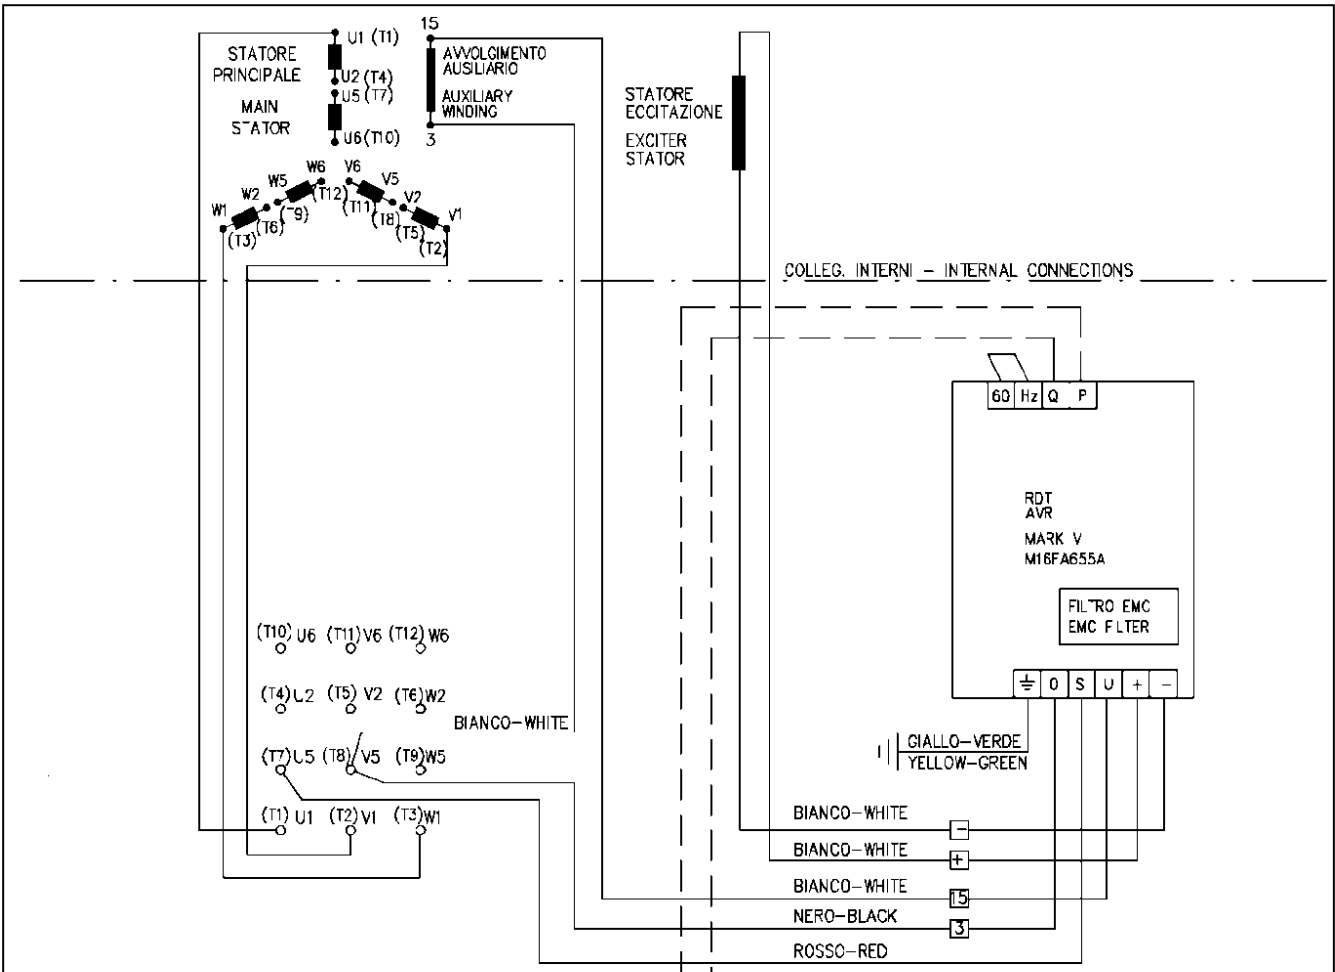 15
U1 (T1)
STATORE
PRINCIPALE
AVVOLGIMENTO
AUSILIARIO
U2 (T4)
U5 (T7)
MAIN
STATOR
AUXILIARY
WINDING
STATORE
ECCITAZIONE
U6 (T10)
3
EXCITER
STATOR
W6 V6
W5 V5
(T12)
W2 V2
(T11)
W1 (T9) (T8) V1
(T6) (T5)
(T3) (T2)
COLLEG. INTERNI - INTERNAL CONNECTIONS
60 Hz Q P
RDT
AVR
MARK V
M16FA655A
FILTRO EMC
EMC FILTER
(T10) U6 (T11) V6 (T12) W6
0 S U + -
(T4) U2 (T5) V2 (T6) W2
BIANCO-WHITE
GIALLO-VERDE
(T7) U5 (T8) V5 (T9) W5
YELLOW-GREEN
(T1) U1 (T2) V1 (T3) W1
BIANCO-WHITE
-
BIANCO-WHITE
+
BIANCO-WHITE
15
NERO-BLACK
3
ROSSO-RED